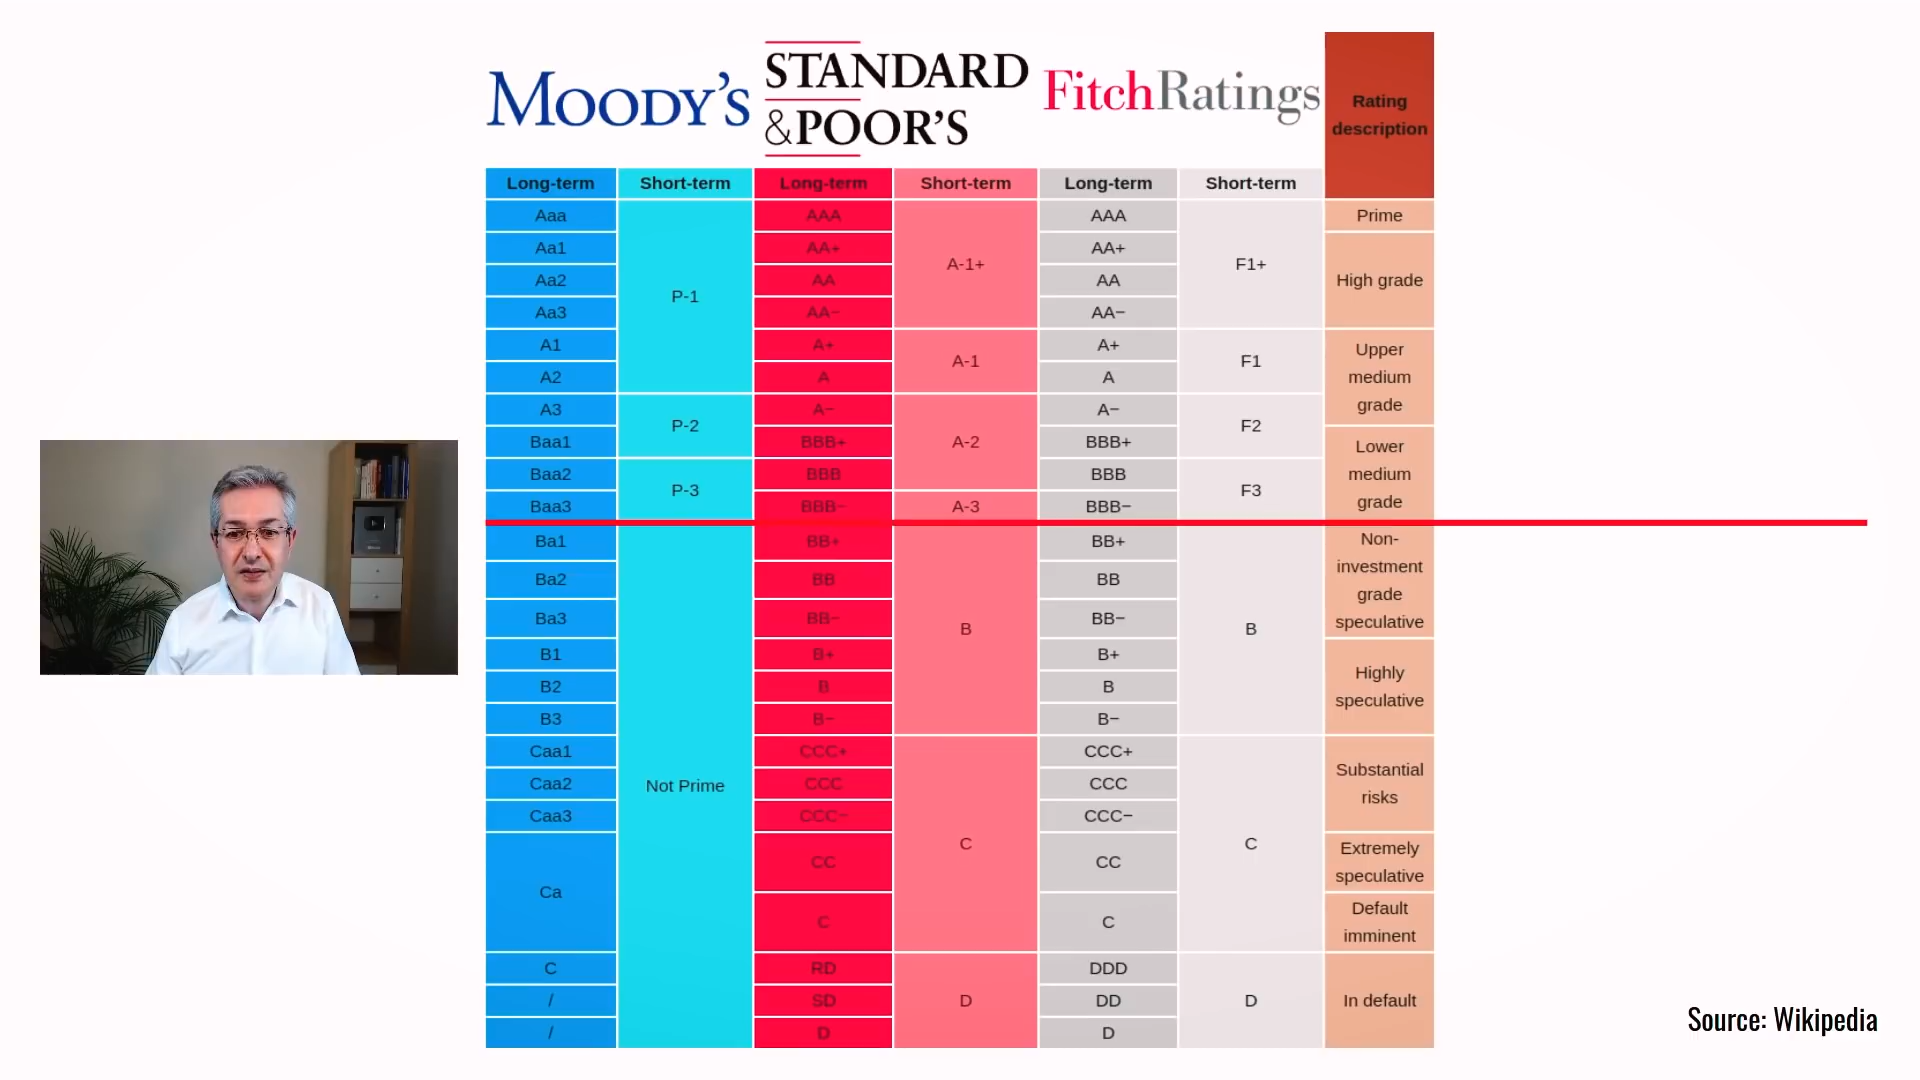 MOODY'S
STANDARD
&POOR'S
FitchRatings
Rating
description
Long-term Short-term Long-term Short-term Long-term Short-term
Aaa P-1 AAA A-1+ AAA F1+ Prime
Aa1 AA+ AA+ High grade
Aa2 AA AA
Aa3 AA− AA−
A1 A+ A-1 A+ F1 Upper
medium
grade
A2 A A
A3 P-2 A− A-2 A− F2
Baa1 BBB+ BBB+ Lower
medium
grade
Baa2 P-3 BBB BBB F3
Baa3 BBB− A-3 BBB−
Ba1 Not Prime BB+ B BB+ B Non-
investment
grade
speculative
Ba2 BB BB
Ba3 BB− BB−
B1 B+ B+ Highly
speculative
B2 B B
B3 B− B−
Caa1 CCC+ C CCC+ C Substantial
risks
Caa2 CCC CCC
Caa3 CCC− CCC−
Ca CC CC Extremely
speculative
C C Default
imminent
C RD D DDD D In default
/ SD DD
/ D D
Source: Wikipedia